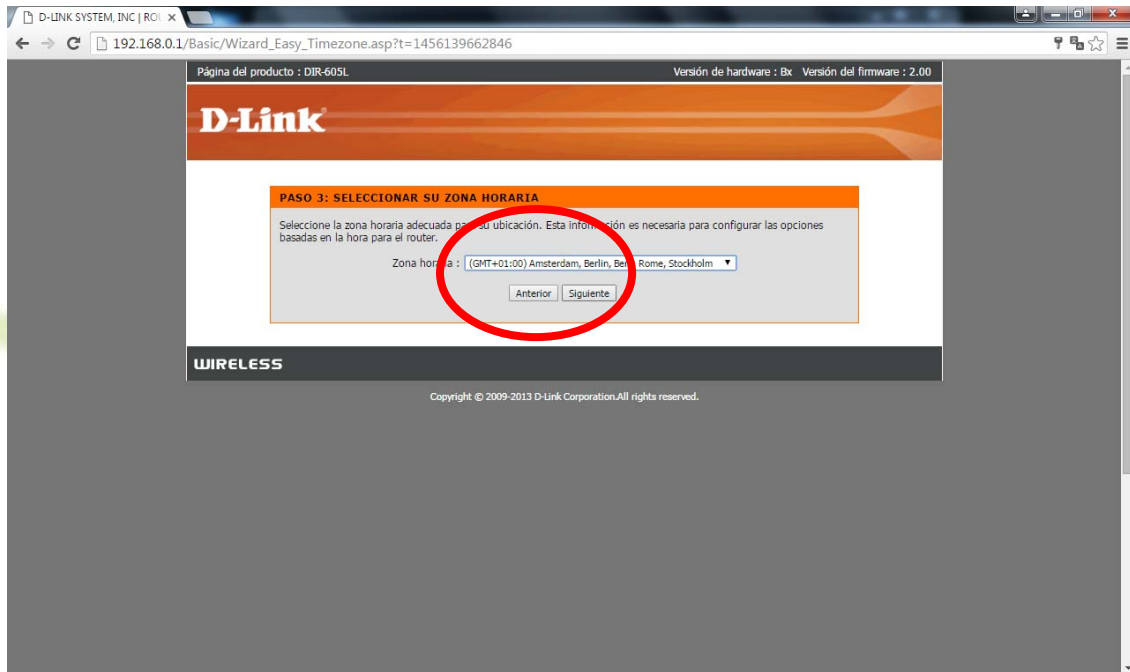 D-LINK SYSTEM, INC | ROU
192.168.0.1/Basic/Wizard_Easy_Timezone.asp?t=1456139662846
Página del producto : DIR-605L Versión de hardware : Bx Versión del firmware : 2.00
D-Link
PASO 3: SELECCIONAR SU ZONA HORARIA
Seleccione la zona horaria adecuada para su ubicación. Esta información es necesaria para configurar las opciones
basadas en la hora para el router.
Zona horaria : (GMT+01:00) Amsterdam, Berlin, Bern, Rome, Stockholm
Anterior Siguiente
WIRELESS
Copyright © 2009-2013 D-Link Corporation.All rights reserved.